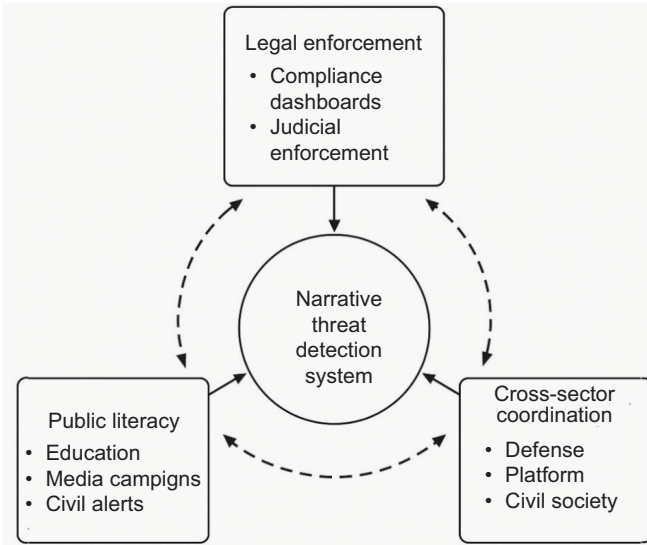 Legal enforcement
• Compliance
dashboards
• Judicial
enforcement
Narrative
threat
detection
system
Public literacy
• Education
• Media campigns
• Civil alerts
Cross-sector
coordination
• Defense
• Platform
• Civil society